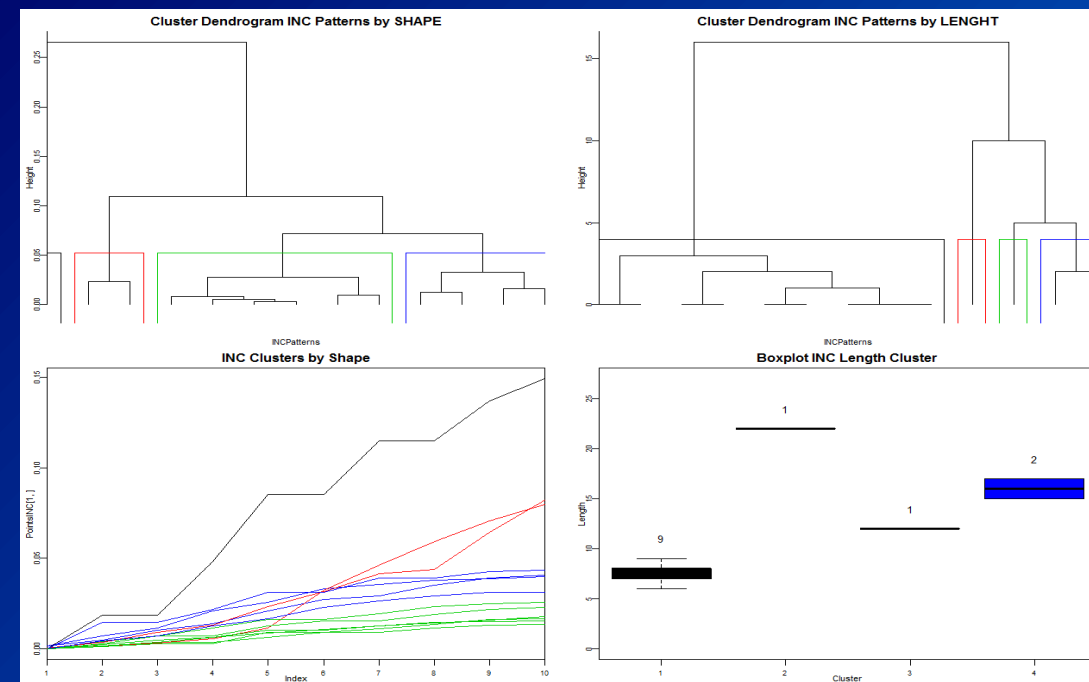 Cluster Dendrogram INC Patterns by SHAPE
Height
0.25
0.20
0.15
0.10
0.05
0.00
INCPatterns
Cluster Dendrogram INC Patterns by LENGHT
Height
15
10
5
0
INCPatterns
INC Clusters by Shape
PointsINC[1, ]
0.15
0.10
0.05
0.00
1 2 3 4 5 6 7 8 9 10
Index
Boxplot INC Length Cluster
Length
25
20
15
10
5
0
9
1
1
2
1 2 3 4
Cluster